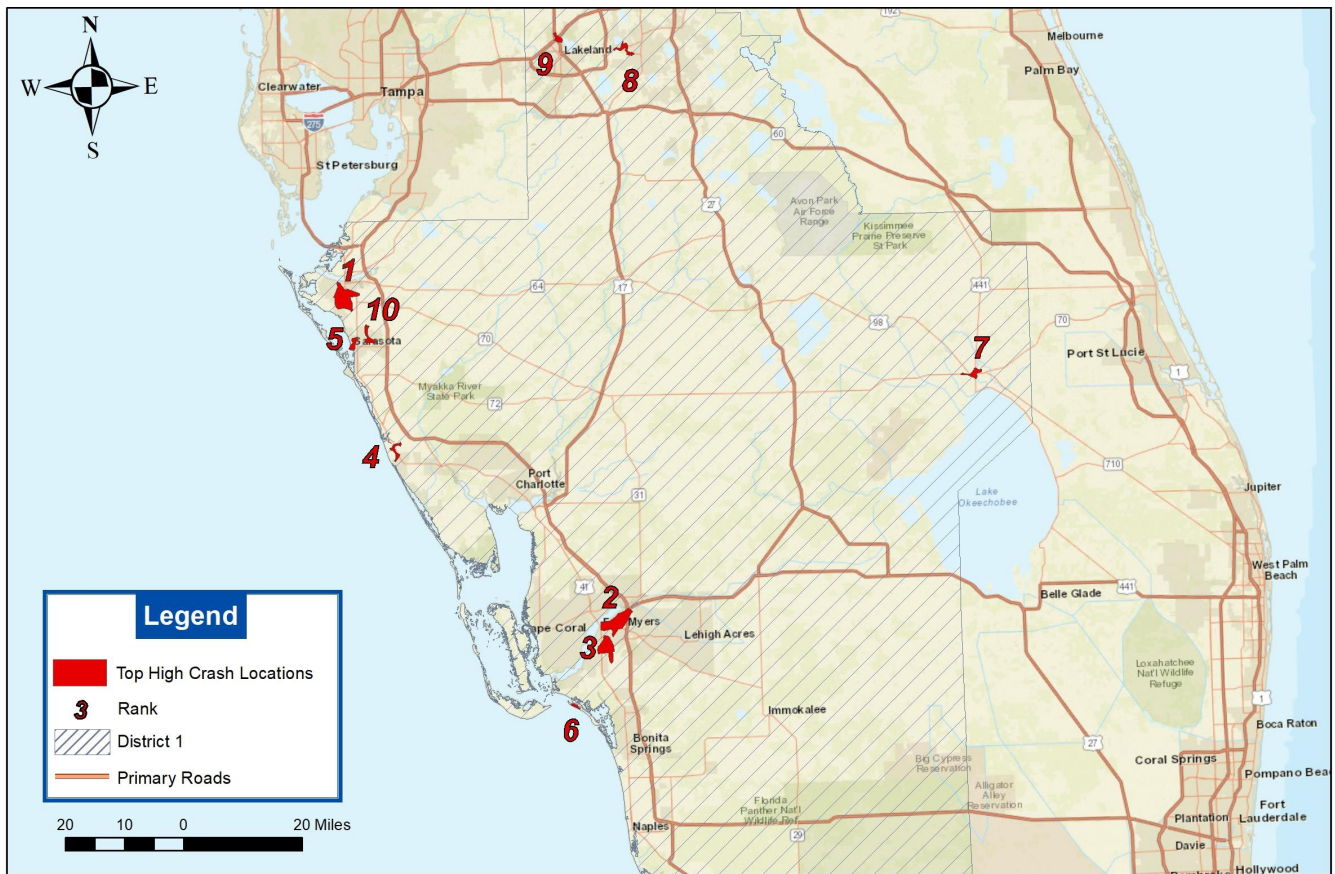 N
W
E
S
192
Melbourne
Lakeland
9
8
Palm Bay
Clearwater
Tampa
275
60
St Petersburg
27
Avon Park
Air Force
Range
Kissimmee
Prairie Preserve
St Park
1
64
17
441
10
98
70
5
Sarasota
70
7
Port St Lucie
1
Myakka River
State Park
72
4
710
Port
Charlotte
31
Lake
Okeechobee
Jupiter
41
West Palm
Beach
2
Belle Glade
441
Cape Coral
Myers
Lehigh Acres
3
Loxahatchee
Nat'l Wildlife
Refuge
1
6
Immokalee
Boca Raton
Bonita
Springs
27
Big Cypress
Reservation
Coral Springs
Pompano Beac
Alligator
Alley
Reservation
Florida
Panther Nat'l
Wildlife Ref
Fort
Lauderdale
Plantation
Naples
29
Davie
Hollywood
Legend
Top High Crash Locations
3 Rank
District 1
Primary Roads
20 10 0 20 Miles